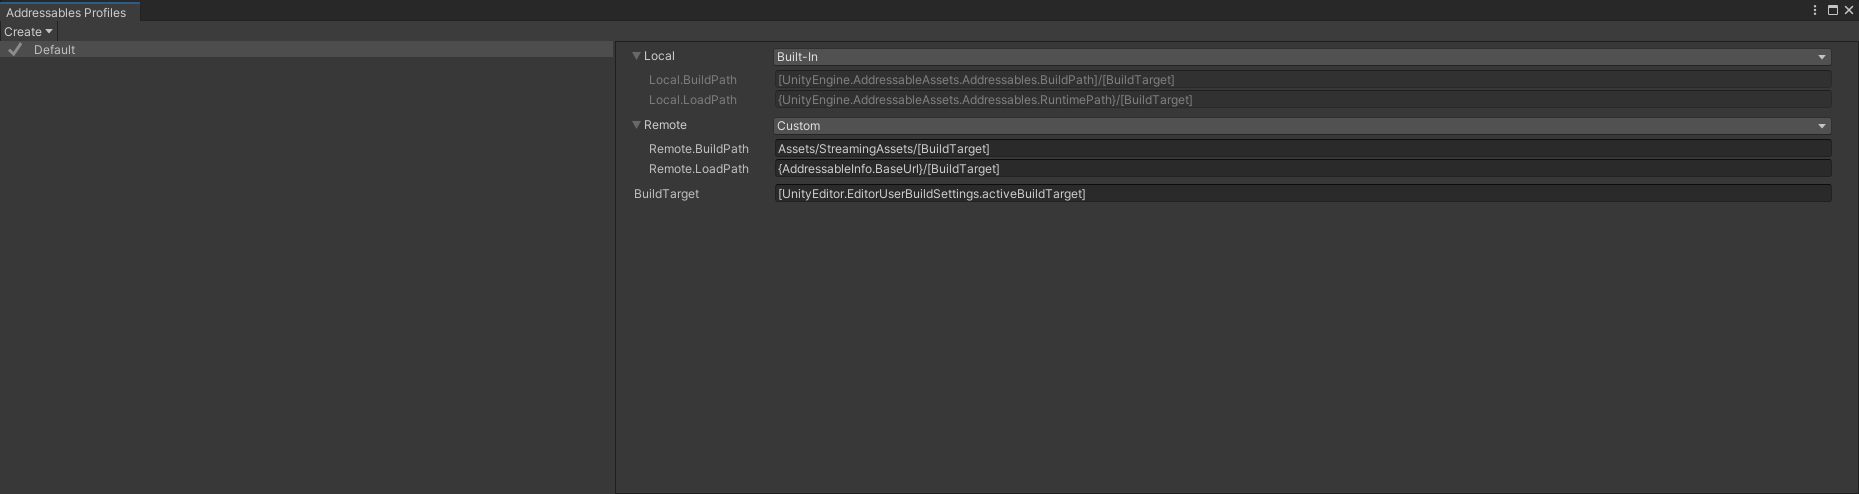 Addressables Profiles
Create
Default
Local Built-In
Local.BuildPath [UnityEngine.AddressableAssets.Addressables.BuildPath]/[BuildTarget]
Local.LoadPath {UnityEngine.AddressableAssets.Addressables.RuntimePath}/[BuildTarget]
Remote Custom
Remote.BuildPath Assets/StreamingAssets/[BuildTarget]
Remote.LoadPath {AddressableInfo.BaseUrl}/[BuildTarget]
BuildTarget [UnityEditor.EditorUserBuildSettings.activeBuildTarget]